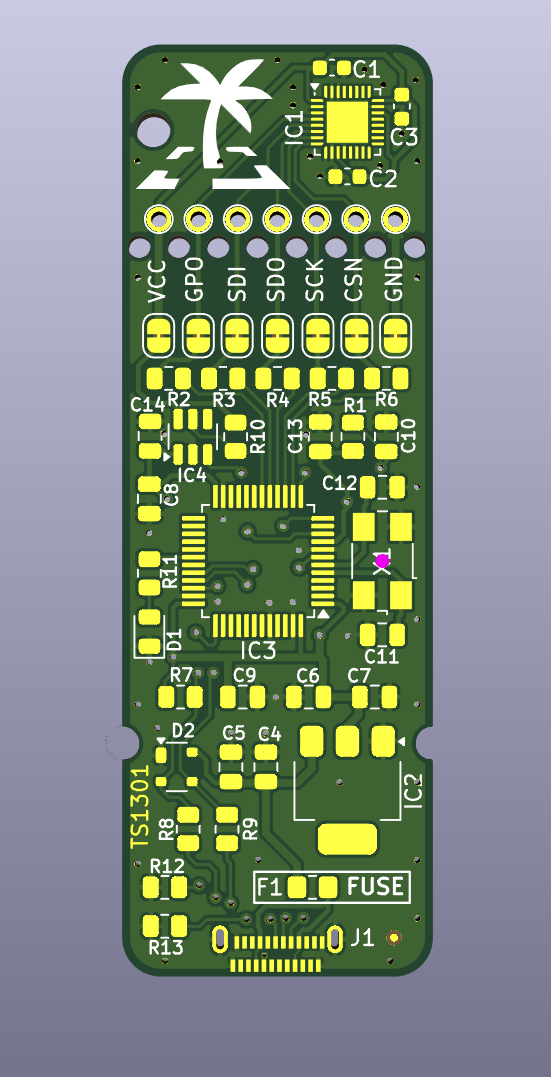 C1
IC1
C3
C2
VCC
GPO
SDI
SDO
SCK
CSN
GND
R2
R3
R4
R5
R6
C14
IC4
R10
C13
R1
C10
C8
C12
X1
R11
D1
IC3
C11
R7
C9
C6
C7
D2
C5
C4
IC2
TS1301
R8
R9
R12
F1 FUSE
R13
J1